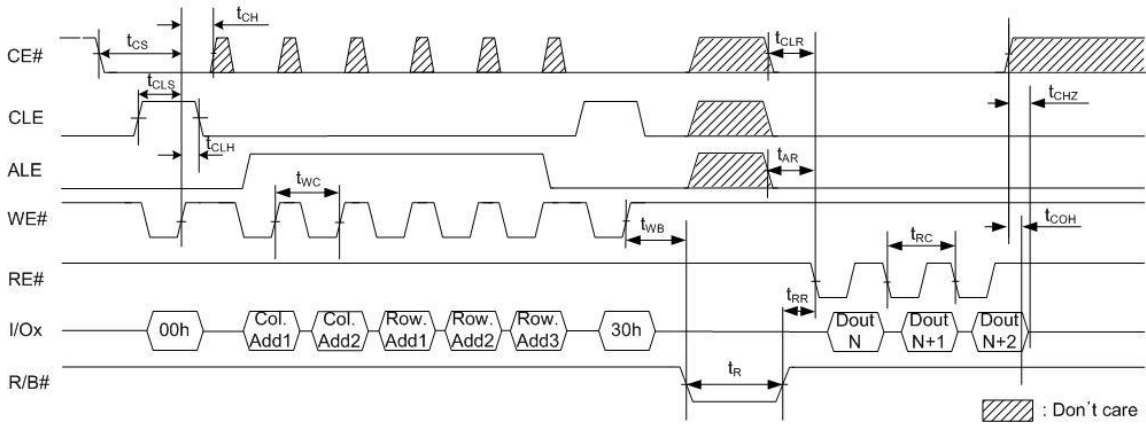 tCH
tCS
tCLR
CE#
tCLS
tCHZ
CLE
tCLH
tAR
ALE
tWC
WE#
tWB
tRC
tCOH
RE#
tRR
I/Ox
00h
Col. Add1
Col. Add2
Row. Add1
Row. Add2
Row. Add3
30h
Dout N
Dout N+1
Dout N+2
R/B#
tR
: Don't care